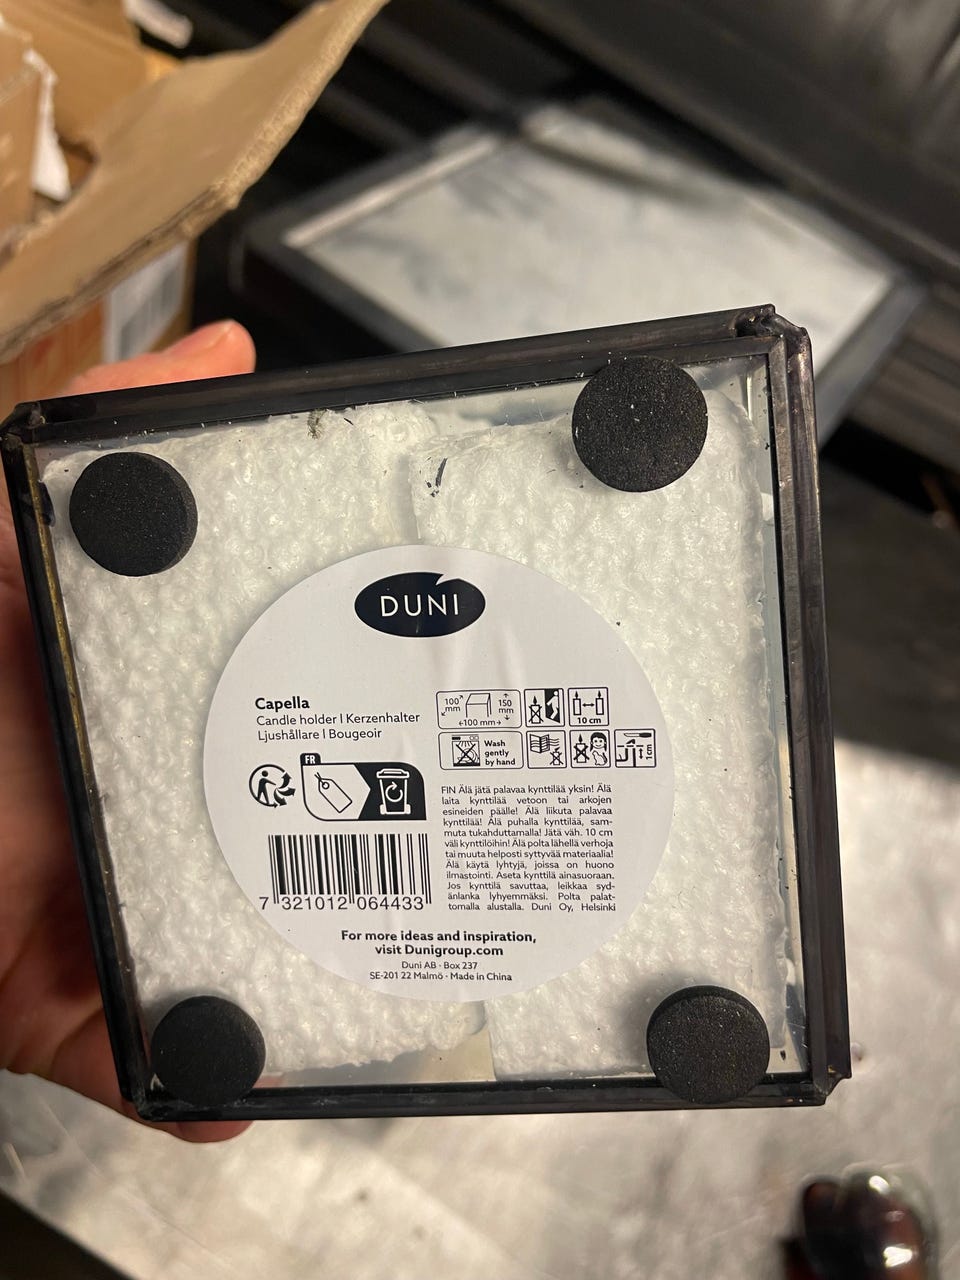 DUNI
Capella
Candle holder | Kerzenhalter
Ljushållare | Bougeoir
100 mm
150 mm
100 mm
10 cm
Wash gently by hand
1 m
FR
FIN Älä jätä palavaa kynttilää yksin! Älä
laita kynttilää vetoon tai arkojen
esineiden päälle! Älä liikuta palavaa
kynttilää! Älä puhalla kynttilää, sam-
muta tukahduttamalla! Jätä väh. 10 cm
väli kynttilöihin! Älä polta lähellä verhoja
tai muuta helposti syttyvää materiaalia!
Älä käytä lyhtyjä, joissa on huono
ilmastointi. Aseta kynttilä ainasuoraan.
Jos kynttilä savuttaa, leikkaa syd-
änlanka lyhyemmäksi. Polta palat-
tomalla alustalla. Duni Oy, Helsinki
7 321012 064433
For more ideas and inspiration,
visit Dunigroup.com
Duni AB · Box 237
SE-201 22 Malmö · Made in China